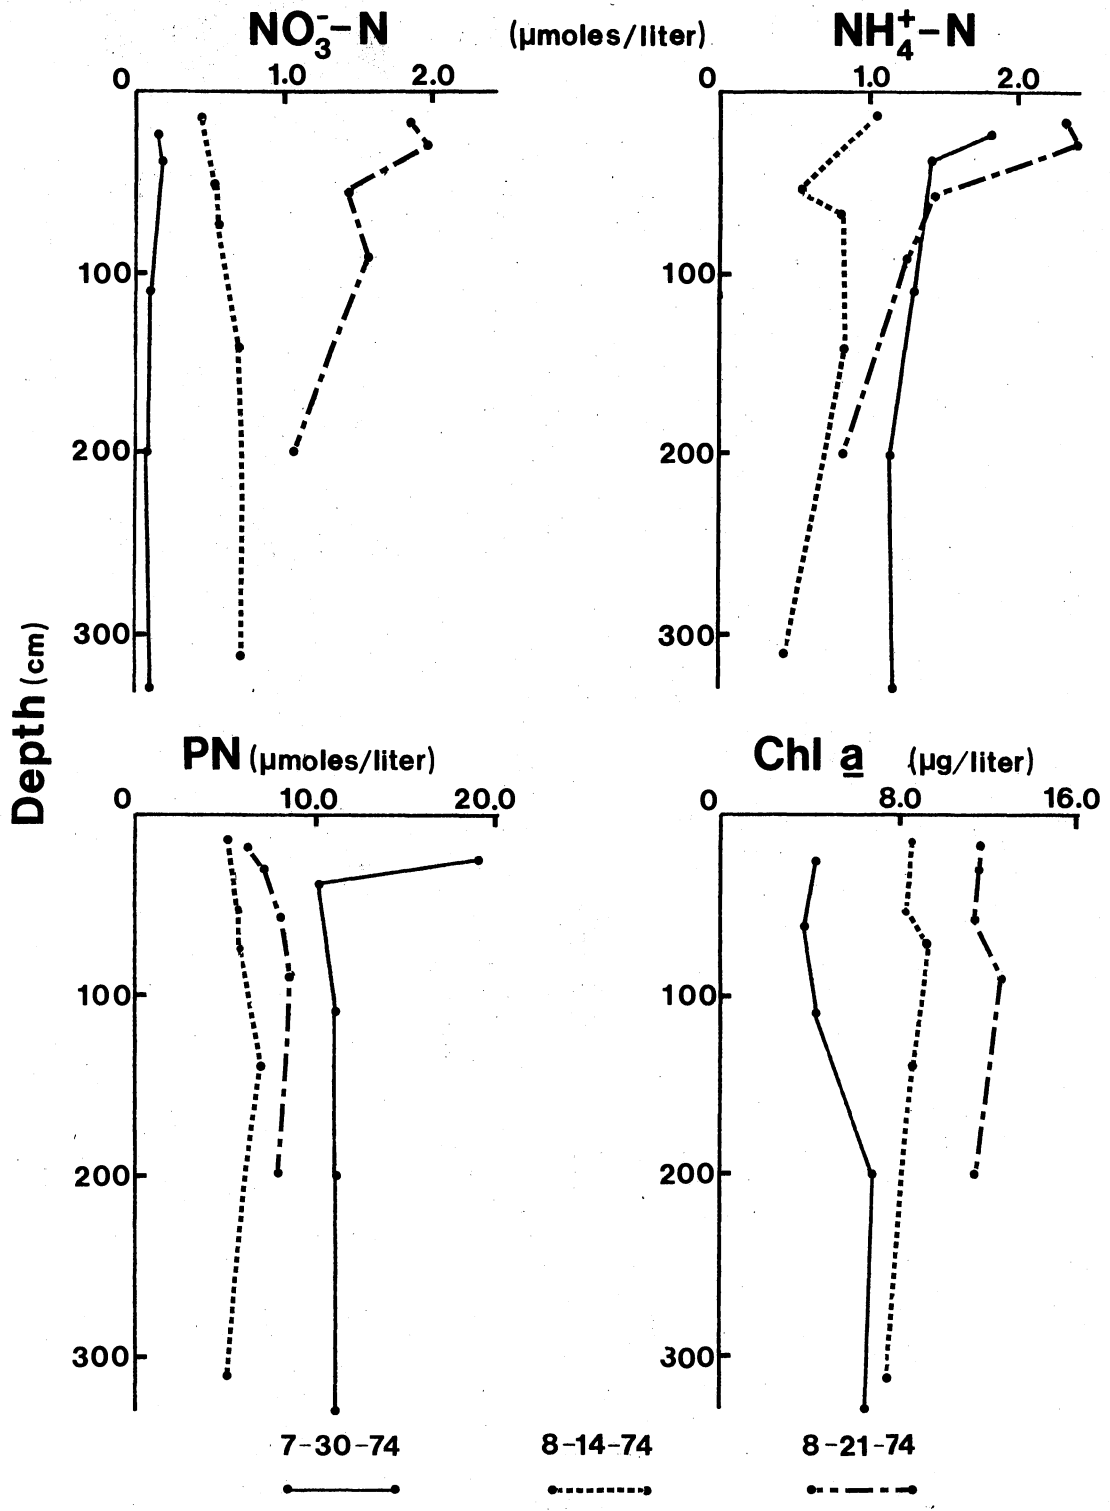 NO₃⁻–N (μmoles/liter) NH₄⁺–N
0 1.0 2.0 0 1.0 2.0
100 100
200 200
300 300
Depth (cm)
PN (μmoles/liter) Chl a (μg/liter)
0 10.0 20.0 0 8.0 16.0
100 100
200 200
300 300
7-30-74 8-14-74 8-21-74